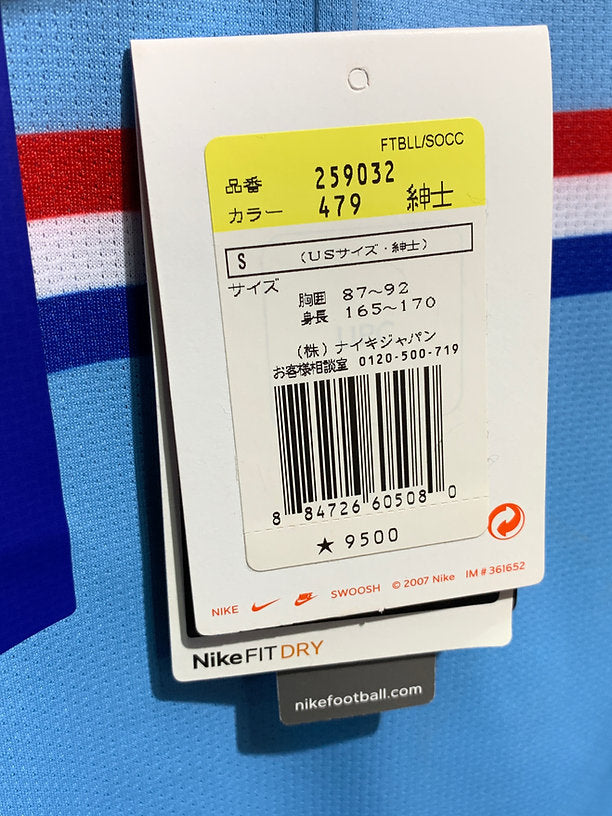 FTBLL/SOCC
品番 259032
カラー 479 紳士
S (USサイズ・紳士)
サイズ
胸囲 87〜92
身長 165〜170
(株)ナイキジャパン
お客様相談室 0120-500-719
8 84726 60508 0
★ 9500
NIKE SWOOSH © 2007 Nike IM # 361652
NikeFITDRY
nikefootball.com